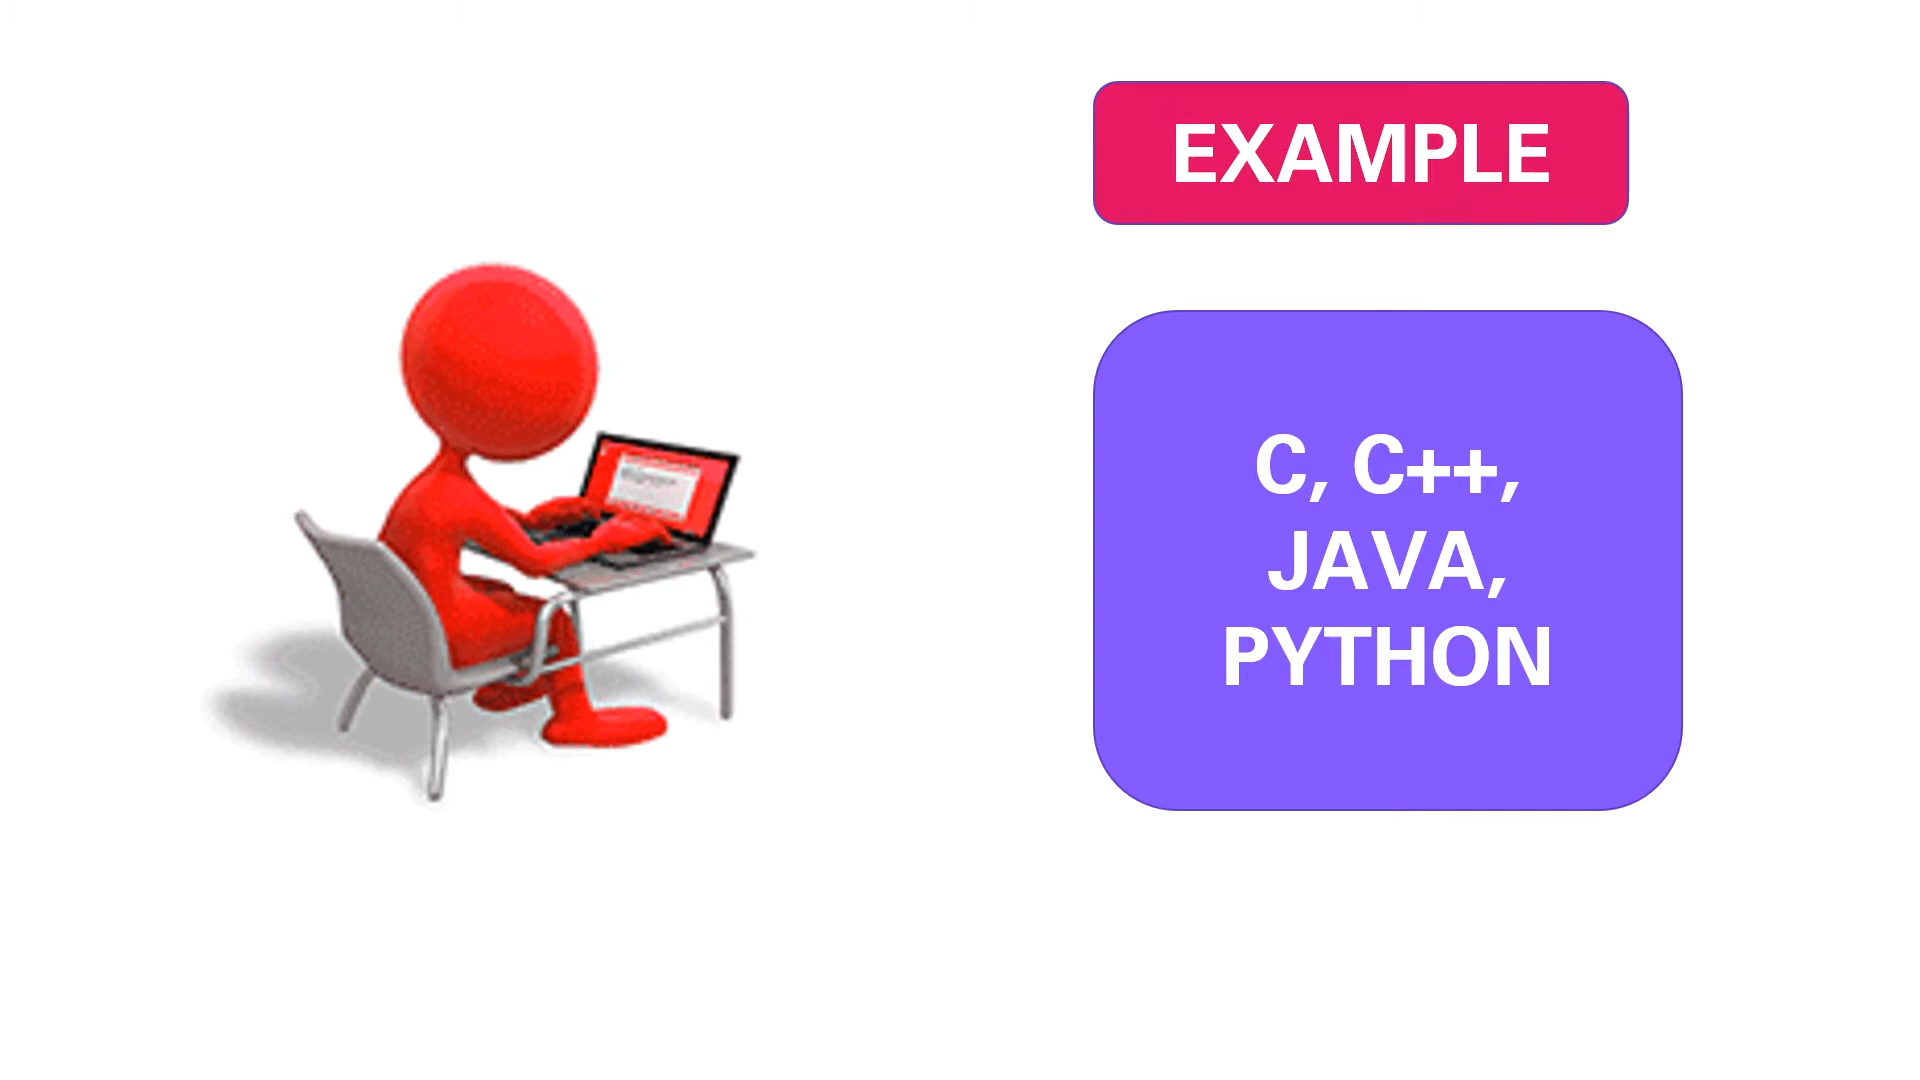 EXAMPLE
C, C++,
JAVA,
PYTHON